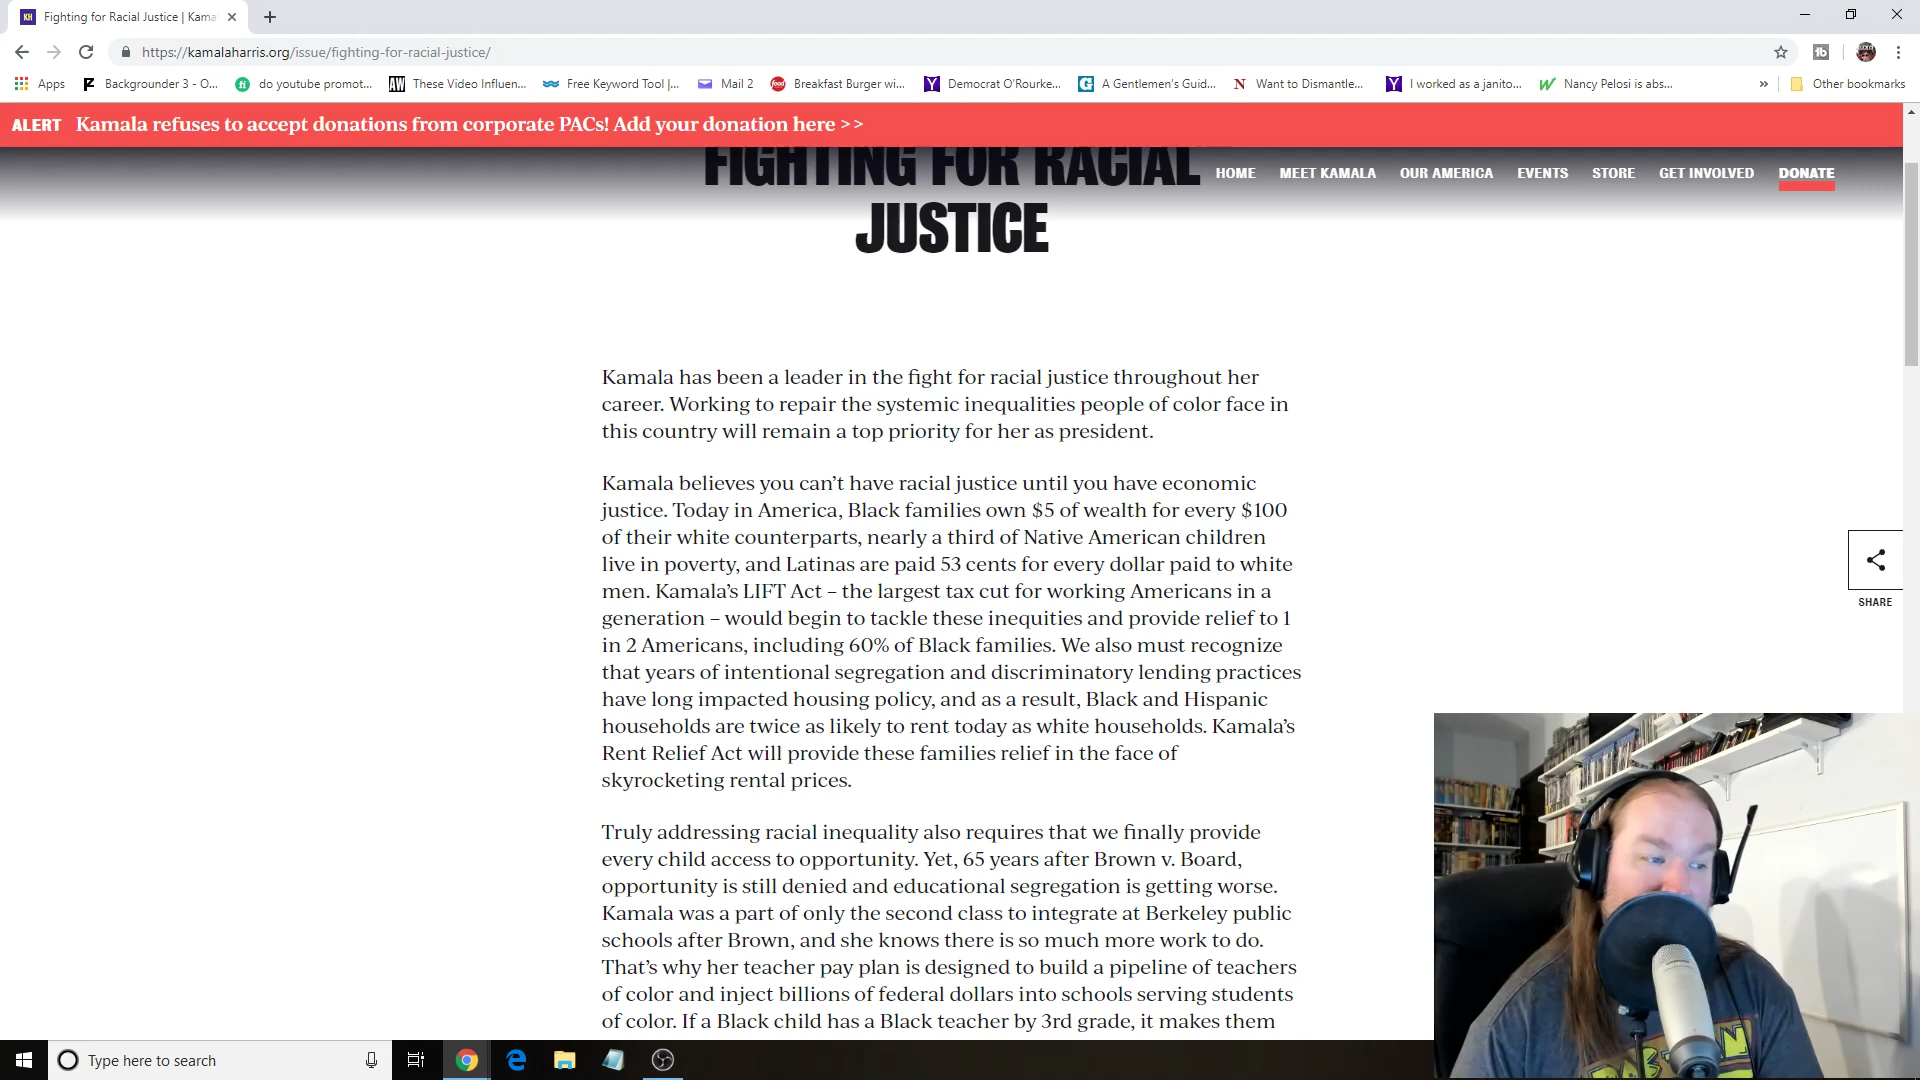 Fighting for Racial Justice | Kama
https://kamalaharris.org/issue/fighting-for-racial-justice/
Apps
Backgrounder 3 - O...
do youtube promot...
These Video Influen...
Free Keyword Tool |...
Mail 2
Breakfast Burger wi...
Democrat O'Rourke...
A Gentlemen's Guid...
Want to Dismantle...
I worked as a janito...
Nancy Pelosi is abs...
Other bookmarks
ALERT Kamala refuses to accept donations from corporate PACs! Add your donation here >>
FIGHTING FOR RACIAL
JUSTICE
HOME MEET KAMALA OUR AMERICA EVENTS STORE GET INVOLVED DONATE
Kamala has been a leader in the fight for racial justice throughout her
career. Working to repair the systemic inequalities people of color face in
this country will remain a top priority for her as president.
Kamala believes you can't have racial justice until you have economic
justice. Today in America, Black families own $5 of wealth for every $100
of their white counterparts, nearly a third of Native American children
live in poverty, and Latinas are paid 53 cents for every dollar paid to white
men. Kamala's LIFT Act – the largest tax cut for working Americans in a
generation – would begin to tackle these inequities and provide relief to 1
in 2 Americans, including 60% of Black families. We also must recognize
that years of intentional segregation and discriminatory lending practices
have long impacted housing policy, and as a result, Black and Hispanic
households are twice as likely to rent today as white households. Kamala's
Rent Relief Act will provide these families relief in the face of
skyrocketing rental prices.
Truly addressing racial inequality also requires that we finally provide
every child access to opportunity. Yet, 65 years after Brown v. Board,
opportunity is still denied and educational segregation is getting worse.
Kamala was a part of only the second class to integrate at Berkeley public
schools after Brown, and she knows there is so much more work to do.
That's why her teacher pay plan is designed to build a pipeline of teachers
of color and inject billions of federal dollars into schools serving students
of color. If a Black child has a Black teacher by 3rd grade, it makes them
SHARE
Type here to search